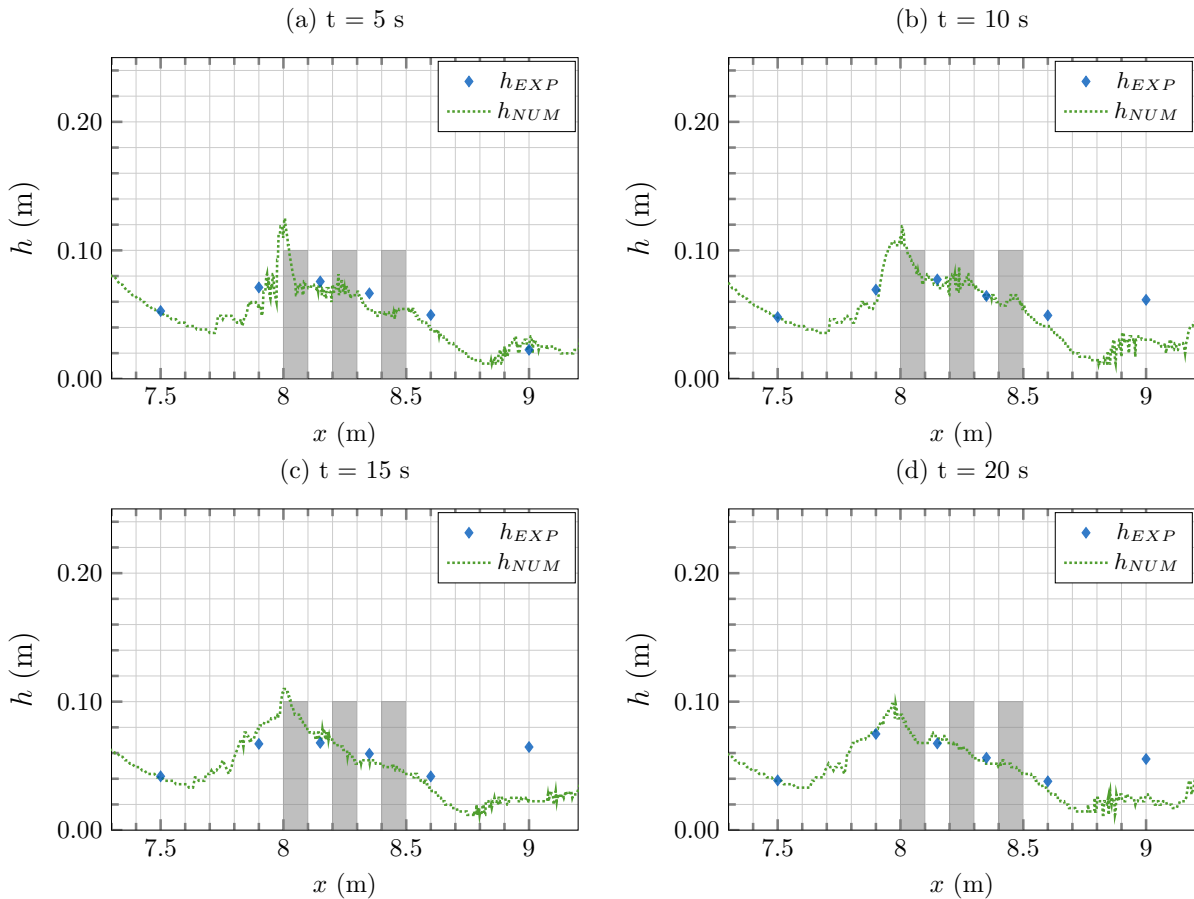 (a) t = 5 s
h_EXP
h_NUM
0.20
0.10
0.00
h (m)
7.5 8 8.5 9
x (m)
(b) t = 10 s
h_EXP
h_NUM
0.20
0.10
0.00
h (m)
7.5 8 8.5 9
x (m)
(c) t = 15 s
h_EXP
h_NUM
0.20
0.10
0.00
h (m)
7.5 8 8.5 9
x (m)
(d) t = 20 s
h_EXP
h_NUM
0.20
0.10
0.00
h (m)
7.5 8 8.5 9
x (m)